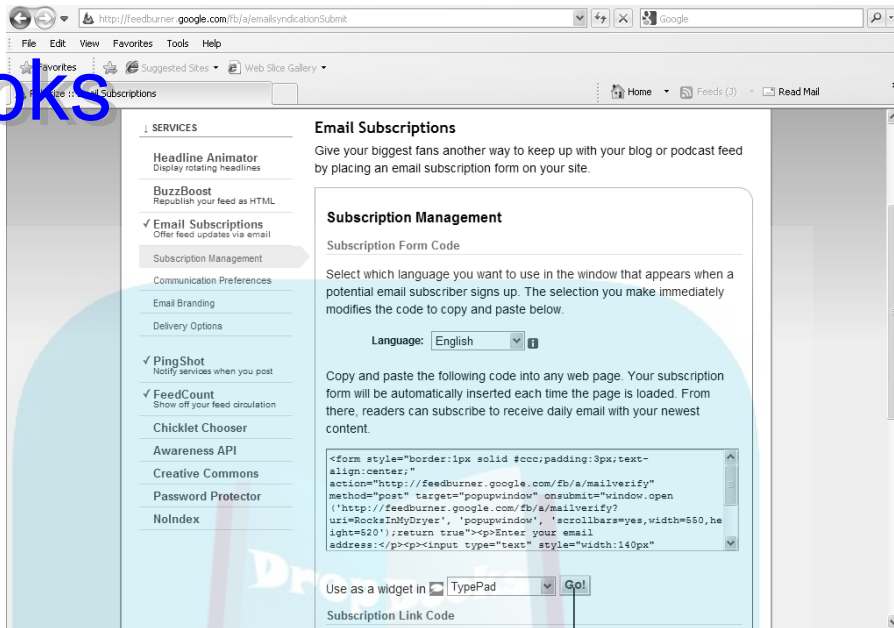 http://feedburner.google.com/fb/a/emailsyndicationSubmit
Google
File Edit View Favorites Tools Help
Favorites Suggested Sites Web Slice Gallery
oks
:: Email Subscriptions
Home Feeds (J) Read Mail
↓ SERVICES
Headline Animator
Display rotating headlines
BuzzBoost
Republish your feed as HTML
✓ Email Subscriptions
Offer feed updates via email
Subscription Management
Communication Preferences
Email Branding
Delivery Options
✓ PingShot
Notify services when you post
✓ FeedCount
Show off your feed circulation
Chicklet Chooser
Awareness API
Creative Commons
Password Protector
NoIndex
Email Subscriptions
Give your biggest fans another way to keep up with your blog or podcast feed
by placing an email subscription form on your site.
Subscription Management
Subscription Form Code
Select which language you want to use in the window that appears when a
potential email subscriber signs up. The selection you make immediately
modifies the code to copy and paste below.
Language: English
Copy and paste the following code into any web page. Your subscription
form will be automatically inserted each time the page is loaded. From
there, readers can subscribe to receive daily email with your newest
content.
<form style="border:1px solid #ccc;padding:3px;text-
align:center;"
action="http://feedburner.google.com/fb/a/mailverify"
method="post" target="popupwindow" onsubmit="window.open
('http://feedburner.google.com/fb/a/mailverify?
uri=RocksInMyDryer', 'popupwindow', 'scrollbars=yes,width=550,he
ight=520');return true"><p>Enter your email
address:</p><p><input type="text" style="width:140px"
DropBooks
Use as a widget in TypePad Go!
Subscription Link Code